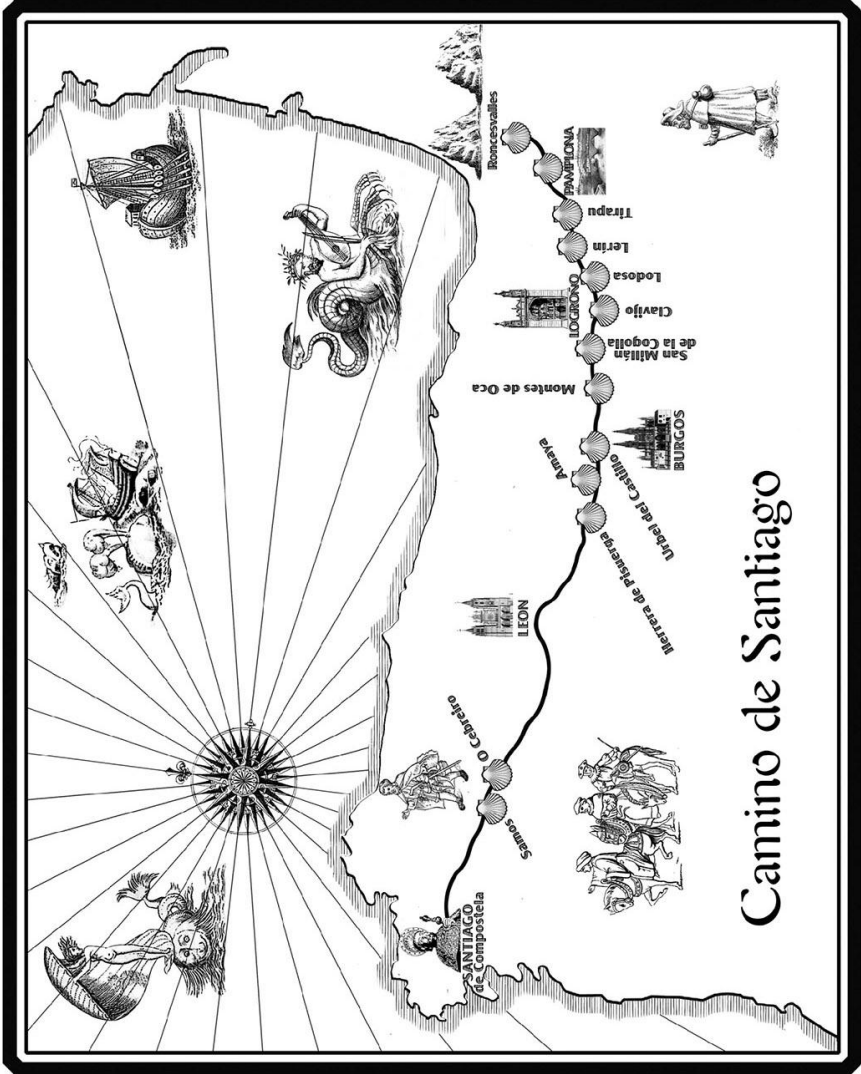 Roncesvalles
PAMPLONA
Tirapu
Lerín
Lodosa
Clavijo
LOGROÑO
San Millán
de la Cogolla
Montes de Oca
BURGOS
Urbel del Castillo
Amaya
Herrera de Pisuerga
LEON
O Cebreiro
Samos
SANTIAGO
de Compostela
Camino de Santiago